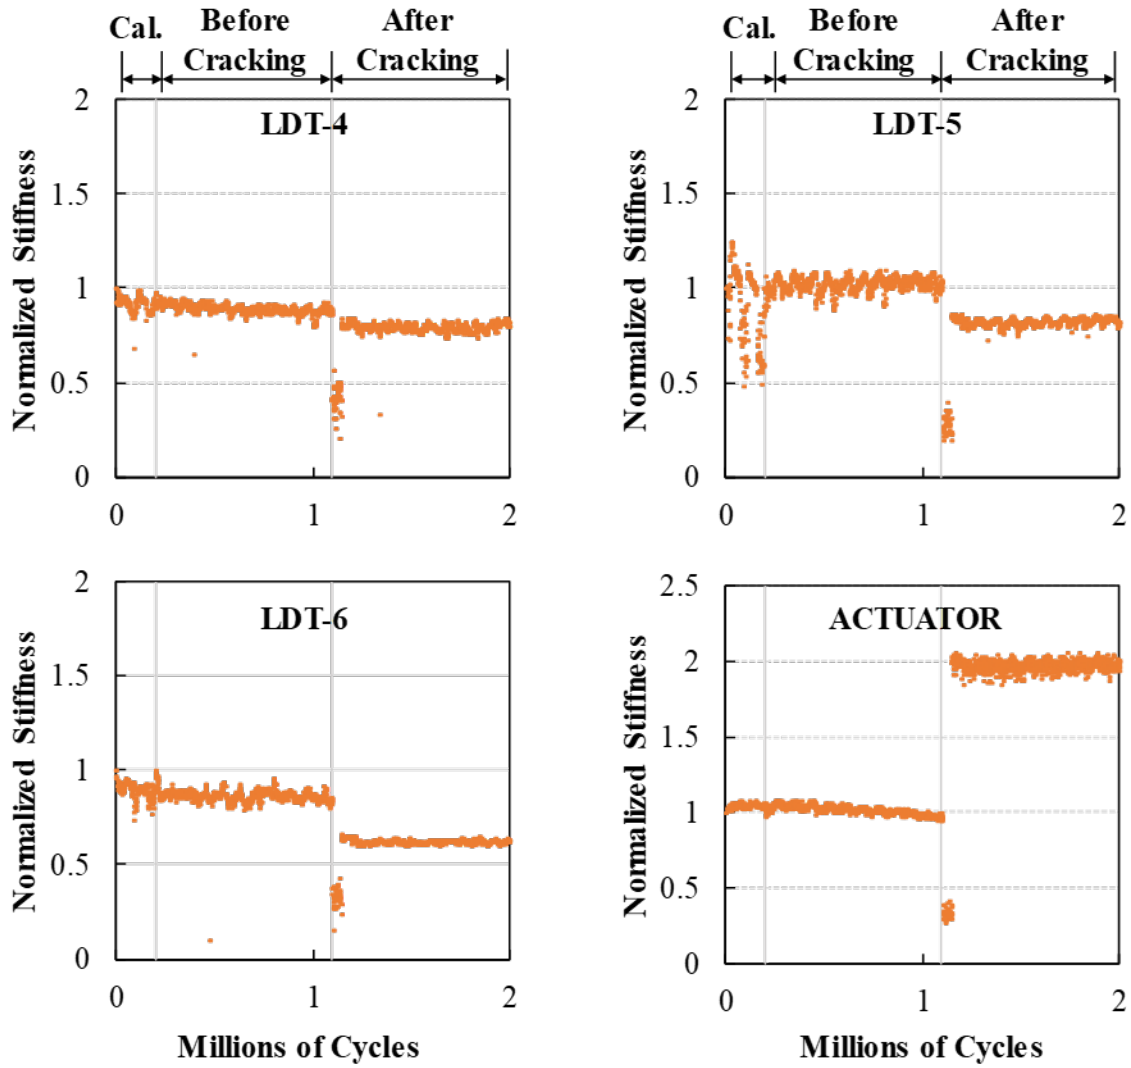 Cal.
Before
Cracking
After
Cracking
LDT-4
Normalized Stiffness
2
1.5
1
0.5
0
0
1
2
Cal.
Before
Cracking
After
Cracking
LDT-5
Normalized Stiffness
2
1.5
1
0.5
0
0
1
2
LDT-6
Normalized Stiffness
2
1.5
1
0.5
0
0
1
2
Millions of Cycles
ACTUATOR
Normalized Stiffness
2.5
2
1.5
1
0.5
0
0
1
2
Millions of Cycles